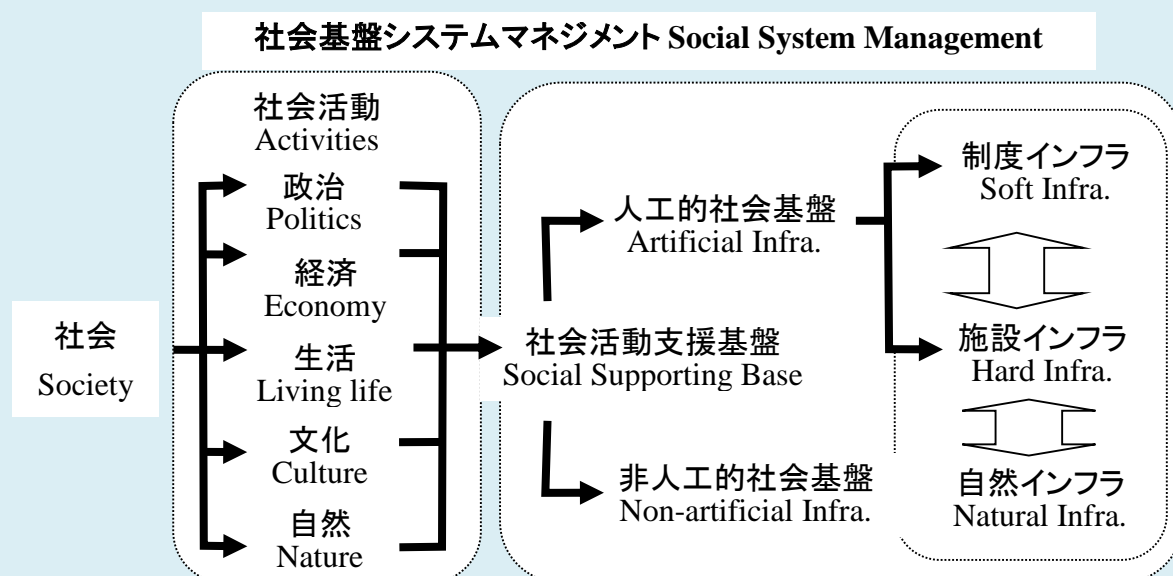 社会基盤システムマネジメント Social System Management
社会
Society
社会活動
Activities
政治
Politics
経済
Economy
生活
Living life
文化
Culture
自然
Nature
社会活動支援基盤
Social Supporting Base
人工的社会基盤
Artificial Infra.
非人工的社会基盤
Non-artificial Infra.
制度インフラ
Soft Infra.
施設インフラ
Hard Infra.
自然インフラ
Natural Infra.